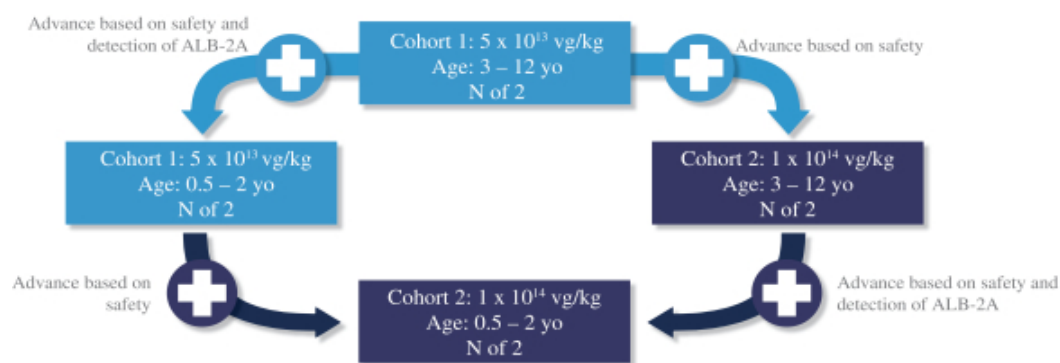 Advance based on safety and
detection of ALB-2A
Cohort 1: 5 x 10¹³ vg/kg
Age: 3 – 12 yo
N of 2
Advance based on safety
Cohort 1: 5 x 10¹³ vg/kg
Age: 0.5 – 2 yo
N of 2
Cohort 2: 1 x 10¹⁴ vg/kg
Age: 3 – 12 yo
N of 2
Advance based on
safety
Cohort 2: 1 x 10¹⁴ vg/kg
Age: 0.5 – 2 yo
N of 2
Advance based on safety and
detection of ALB-2A